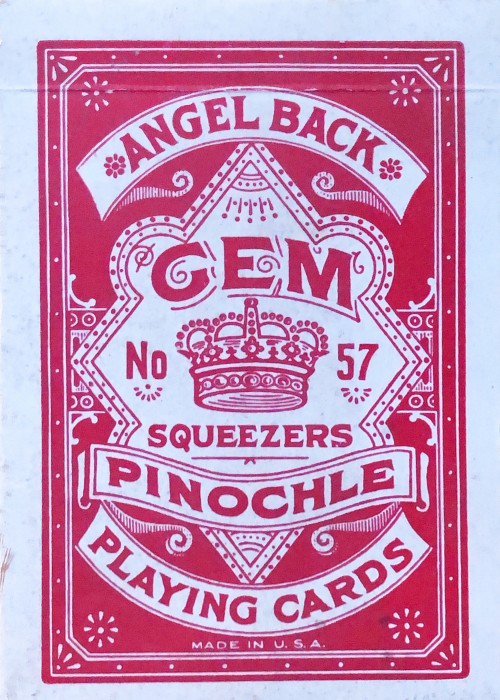 ANGEL BACK
GEM
No 57
SQUEEZERS
PINOCHLE
PLAYING CARDS
MADE IN U.S.A.